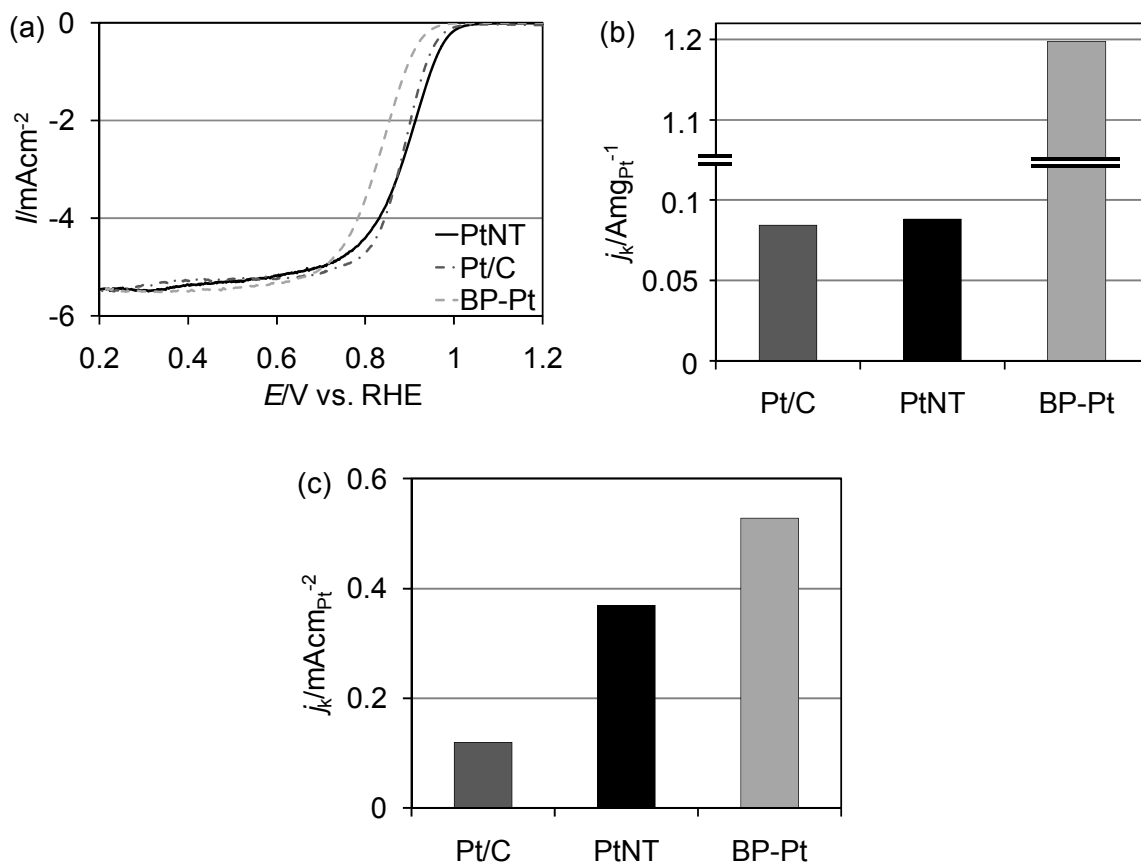 (a)
0
-2
-4
-6
I/mAcm⁻²
PtNT
Pt/C
BP-Pt
0.2 0.4 0.6 0.8 1 1.2
E/V vs. RHE
(b)
1.2
1.1
0.1
0.05
0
jₖ/Amg_Pt⁻¹
Pt/C PtNT BP-Pt
(c)
0.6
0.4
0.2
0
jₖ/mAcm_Pt⁻²
Pt/C PtNT BP-Pt